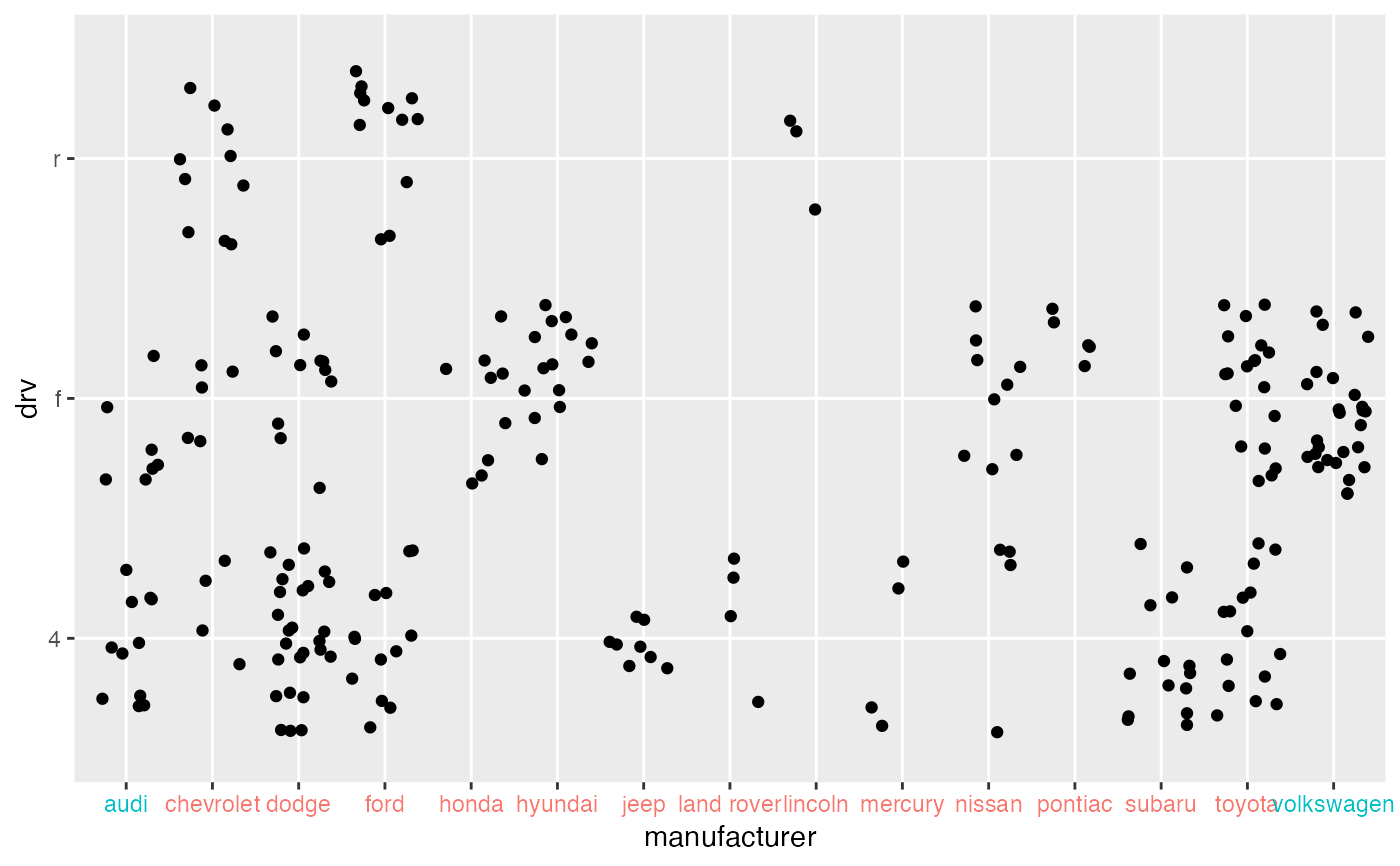 r
drv
f
4
audi chevrolet dodge ford honda hyundai jeep land rover lincoln mercury nissan pontiac subaru toyota volkswagen
manufacturer